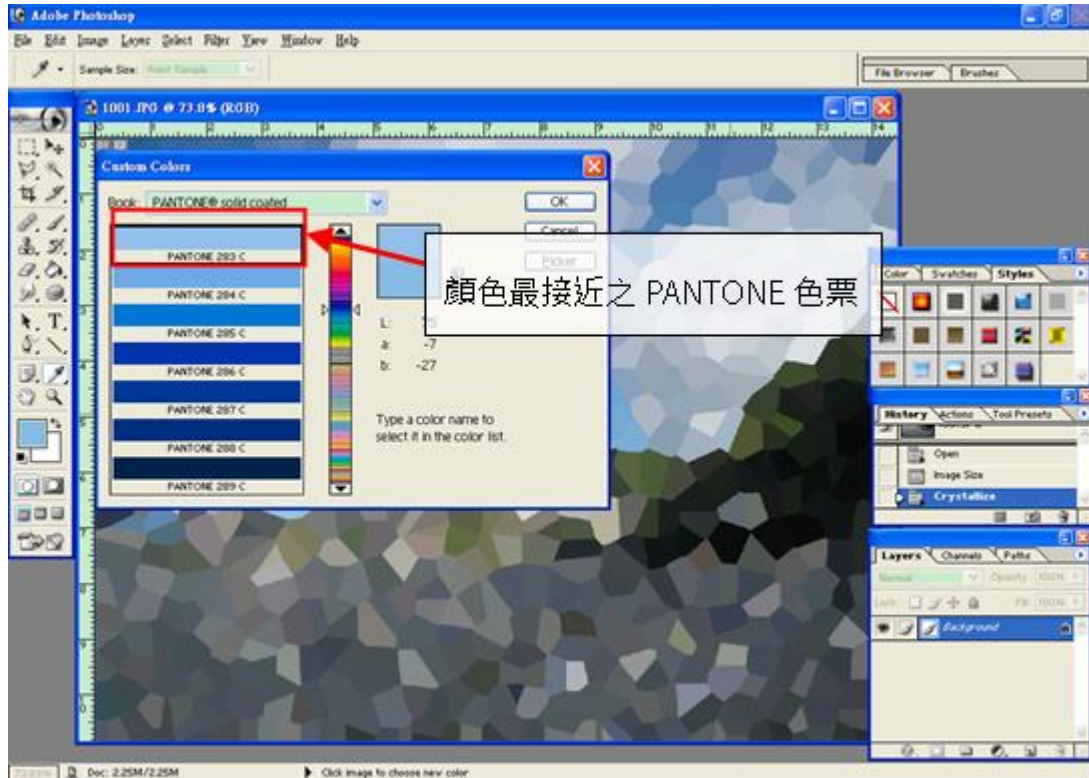 Adobe Photoshop
File Edit Image Layer Select Filter View Window Help
Sample Size: Point Sample
File Browser Brushes
1001.JPG @ 73.8% (RGB)
Custom Colors
Book: PANTONE® solid coated
OK
Cancel
Picker
PANTONE 283 C
PANTONE 284 C
PANTONE 285 C
PANTONE 286 C
PANTONE 287 C
PANTONE 288 C
PANTONE 289 C
顏色最接近之 PANTONE 色票
L:
a: -7
b: -27
Type a color name to
select it in the color list.
Color Swatches Styles
History Actions Tool Presets
Open
Image Size
Crystallize
Layers Channels Paths
Normal Opacity: 100%
Lock: Fill: 100%
Background
Doc: 2.25M/2.25M Click image to choose new color